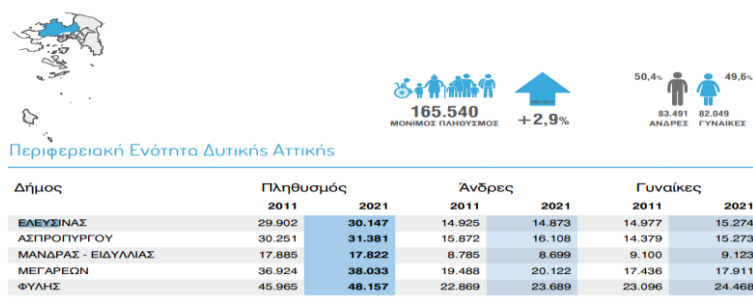 50,4%
49,6%
165.540
ΜΟΝΙΜΟΣ ΠΛΗΘΥΣΜΟΣ
+2,9%
83.491 82.049
ΑΝΔΡΕΣ ΓΥΝΑΙΚΕΣ
Περιφερειακή Ενότητα Δυτικής Αττικής
Δήμος Πληθυσμός Άνδρες Γυναίκες
2011 2021 2011 2021 2011 2021
ΕΛΕΥΣΙΝΑΣ 29.902 30.147 14.925 14.873 14.977 15.274
ΑΣΠΡΟΠΥΡΓΟΥ 30.251 31.381 15.872 16.108 14.379 15.273
ΜΑΝΔΡΑΣ - ΕΙΔΥΛΛΙΑΣ 17.885 17.822 8.785 8.699 9.100 9.123
ΜΕΓΑΡΕΩΝ 36.924 38.033 19.488 20.122 17.436 17.911
ΦΥΛΗΣ 45.965 48.157 22.869 23.689 23.096 24.468